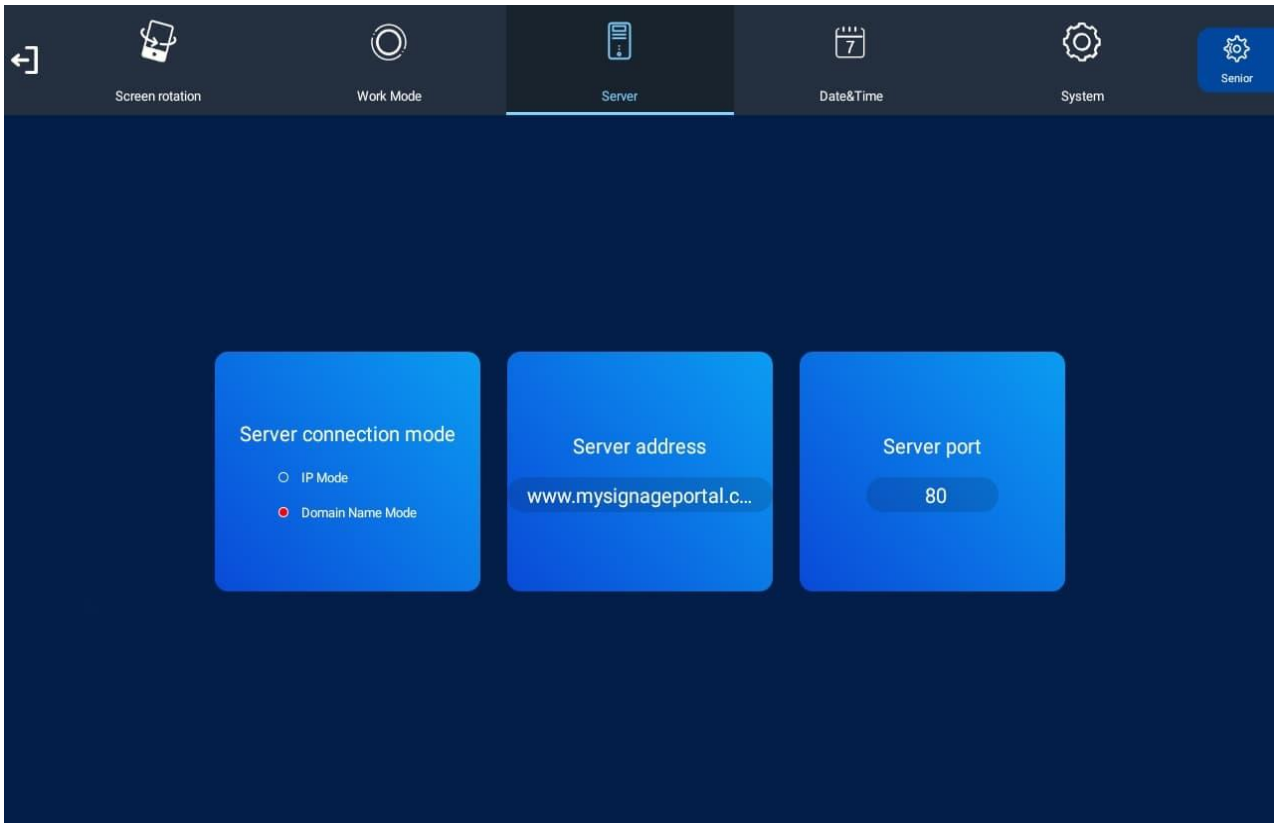 Screen rotation
Work Mode
Server
7
Date&Time
System
Senior
Server connection mode
IP Mode
Domain Name Mode
Server address
www.mysignageportal.c...
Server port
80